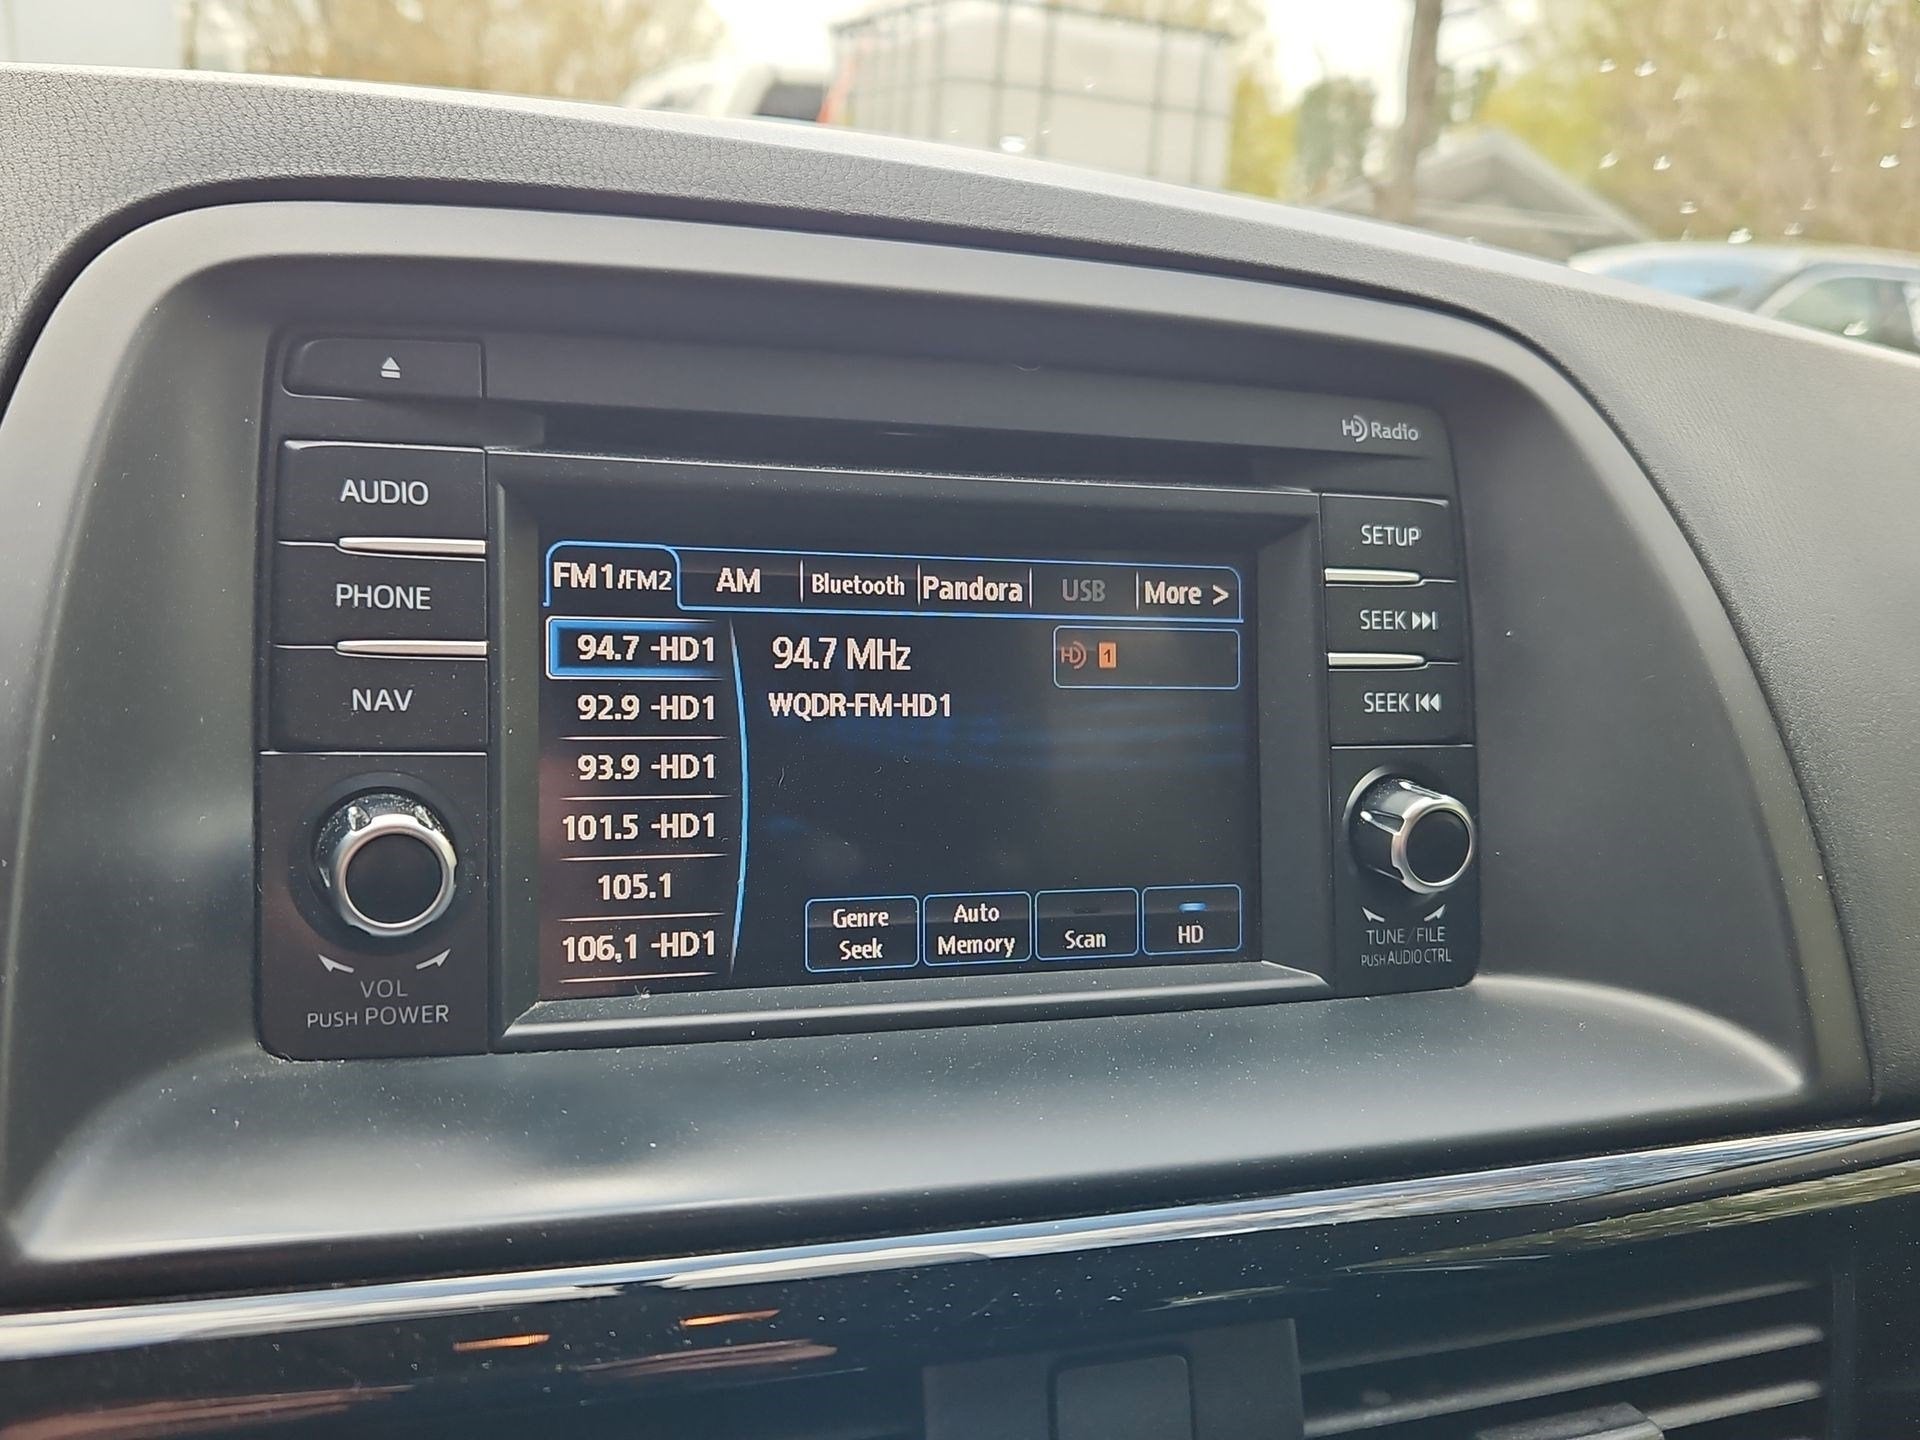 HD Radio
AUDIO
PHONE
NAV
VOL
PUSH POWER
FM1/FM2 AM Bluetooth Pandora USB More >
94.7 -HD1
92.9 -HD1
93.9 -HD1
101.5 -HD1
105.1
106.1 -HD1
94.7 MHz
HD 1
WQDR-FM-HD1
Genre
Seek
Auto
Memory
Scan
HD
SETUP
SEEK
SEEK
TUNE/FILE
PUSH AUDIO CTRL